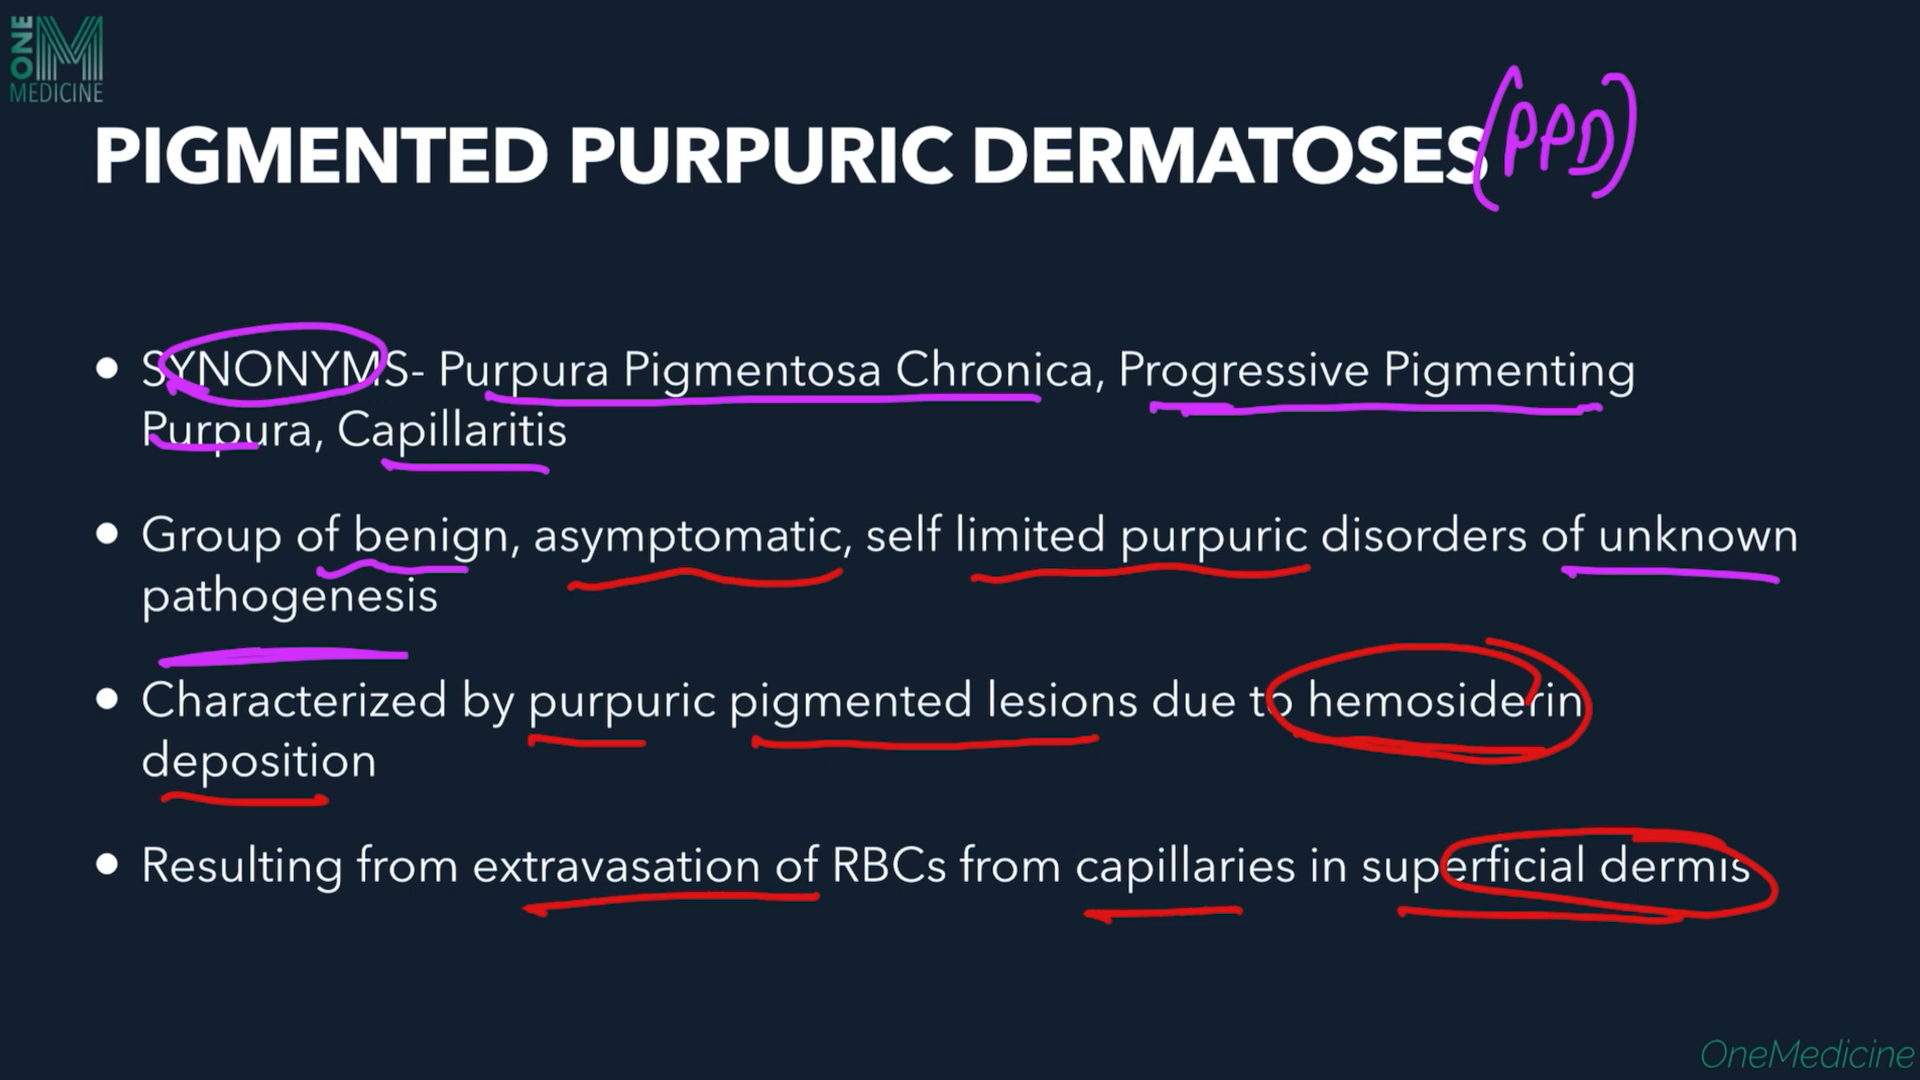 ONE
MEDICINE
PIGMENTED PURPURIC DERMATOSES (PPD)
• SYNONYMS- Purpura Pigmentosa Chronica, Progressive Pigmenting
Purpura, Capillaritis
• Group of benign, asymptomatic, self limited purpuric disorders of unknown
pathogenesis
• Characterized by purpuric pigmented lesions due to hemosiderin
deposition
• Resulting from extravasation of RBCs from capillaries in superficial dermis
OneMedicine